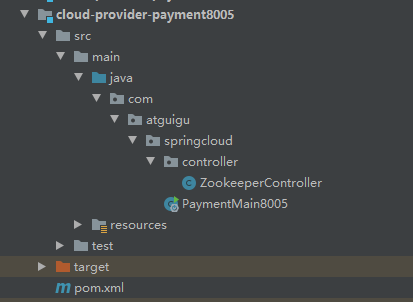 cloud-provider-payment8005
src
main
java
com
atguigu
springcloud
controller
ZookeeperController
PaymentMain8005
resources
test
target
pom.xml